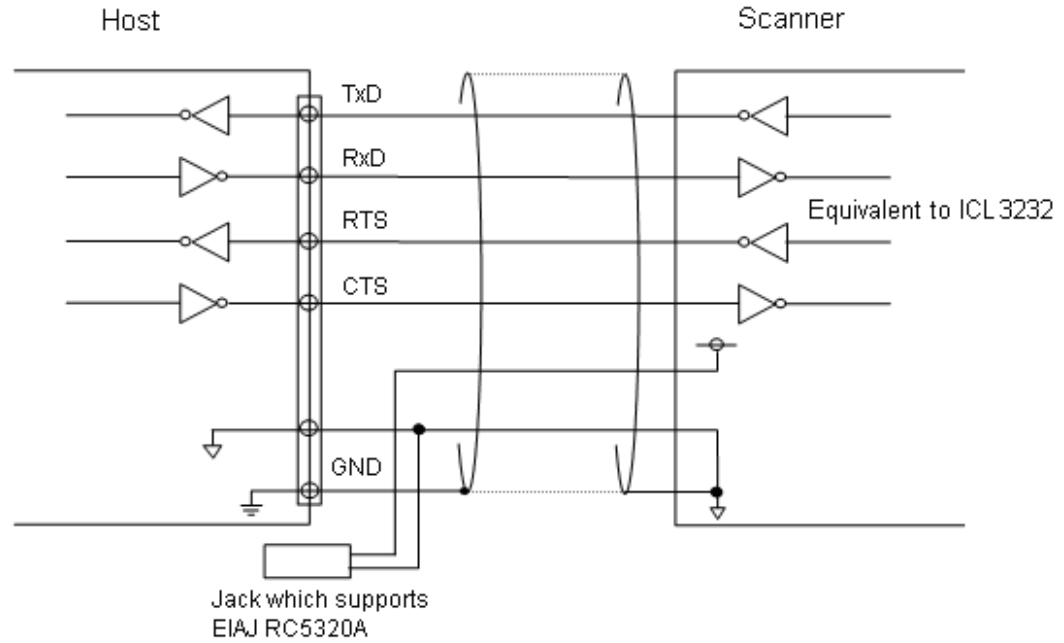 Host
Scanner
TxD
RxD
RTS
Equivalent to ICL3232
CTS
GND
Jack which supports
EIAJ RC5320A